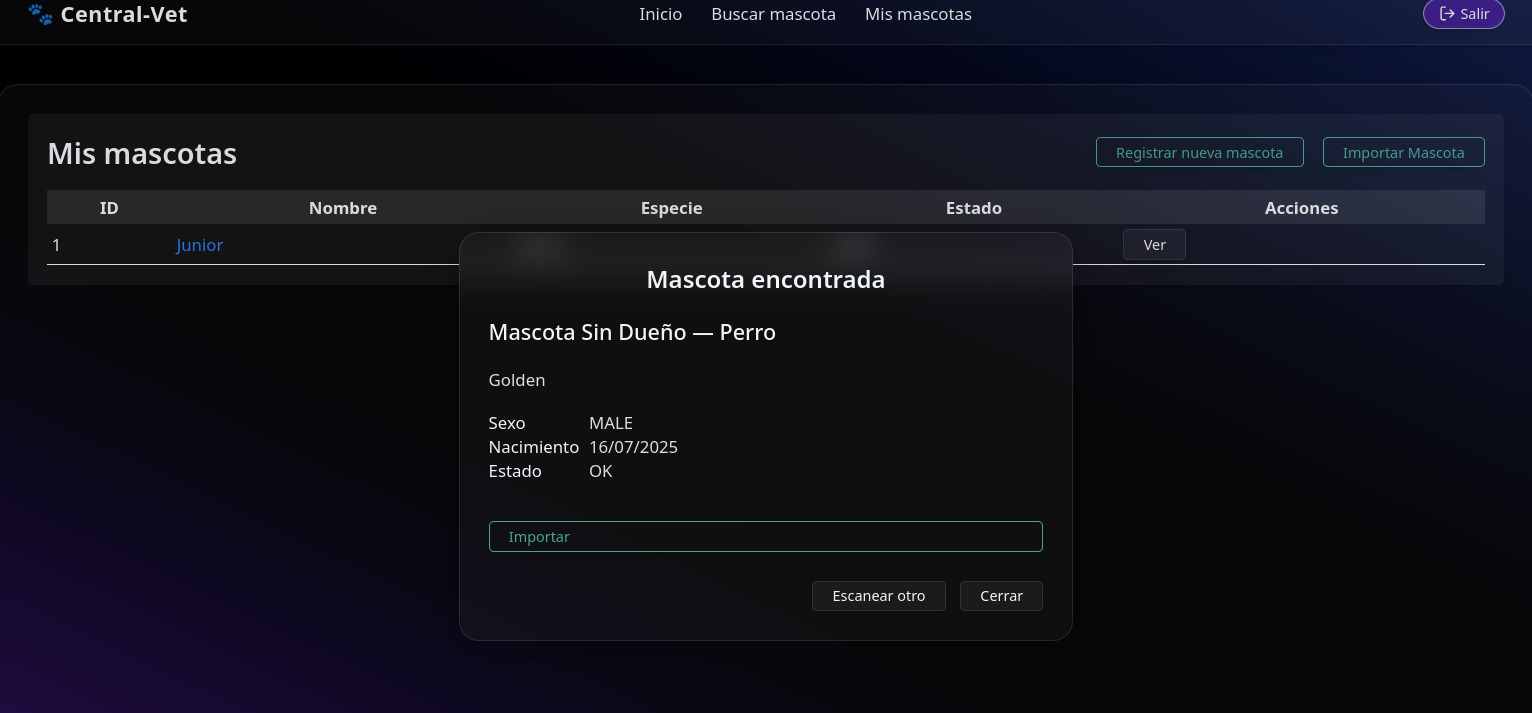 🐾 Central-Vet
Inicio Buscar mascota Mis mascotas
Salir
Mis mascotas
Registrar nueva mascota Importar Mascota
ID Nombre Especie Estado Acciones
1 Junior Ver
Mascota encontrada
Mascota Sin Dueño — Perro
Golden
Sexo MALE
Nacimiento 16/07/2025
Estado OK
Importar
Escanear otro Cerrar